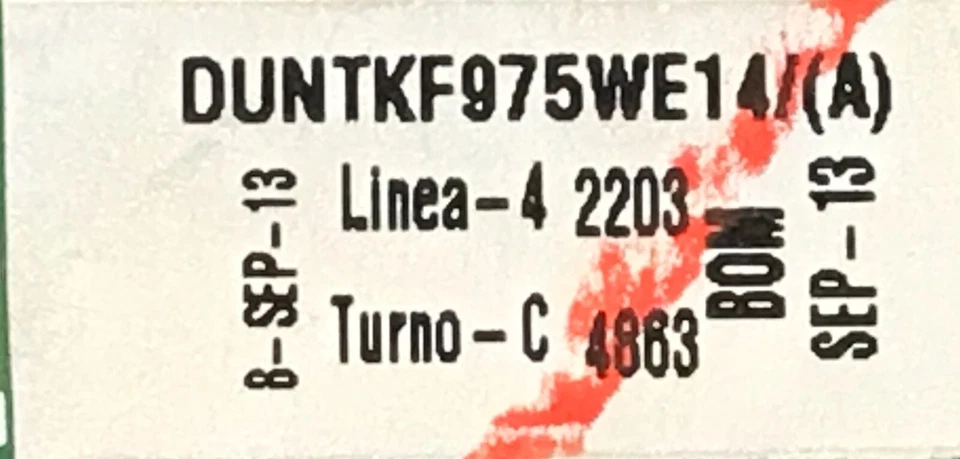 DUNTKF975WE14/(A)
8-SEP-13
Linea-4 2203
Turno-C 4863
BOM
SEP-13